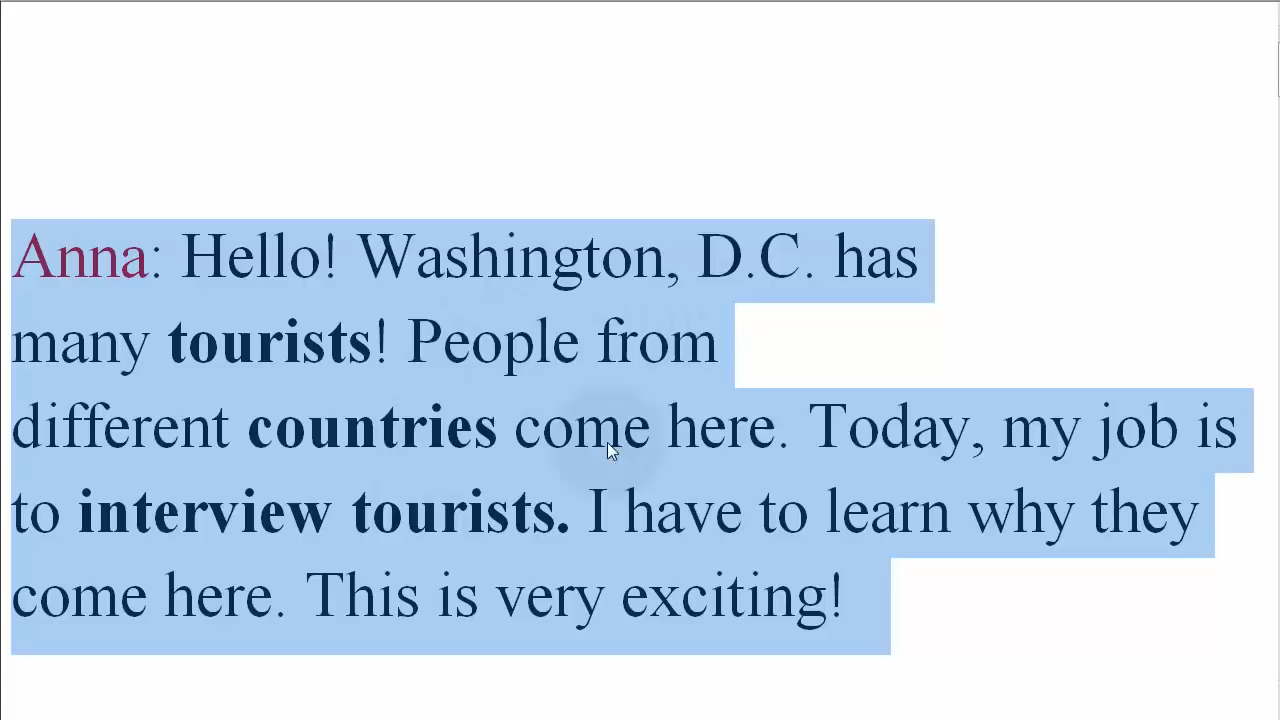 Anna: Hello! Washington, D.C. has
many tourists! People from
different countries come here. Today, my job is
to interview tourists. I have to learn why they
come here. This is very exciting!